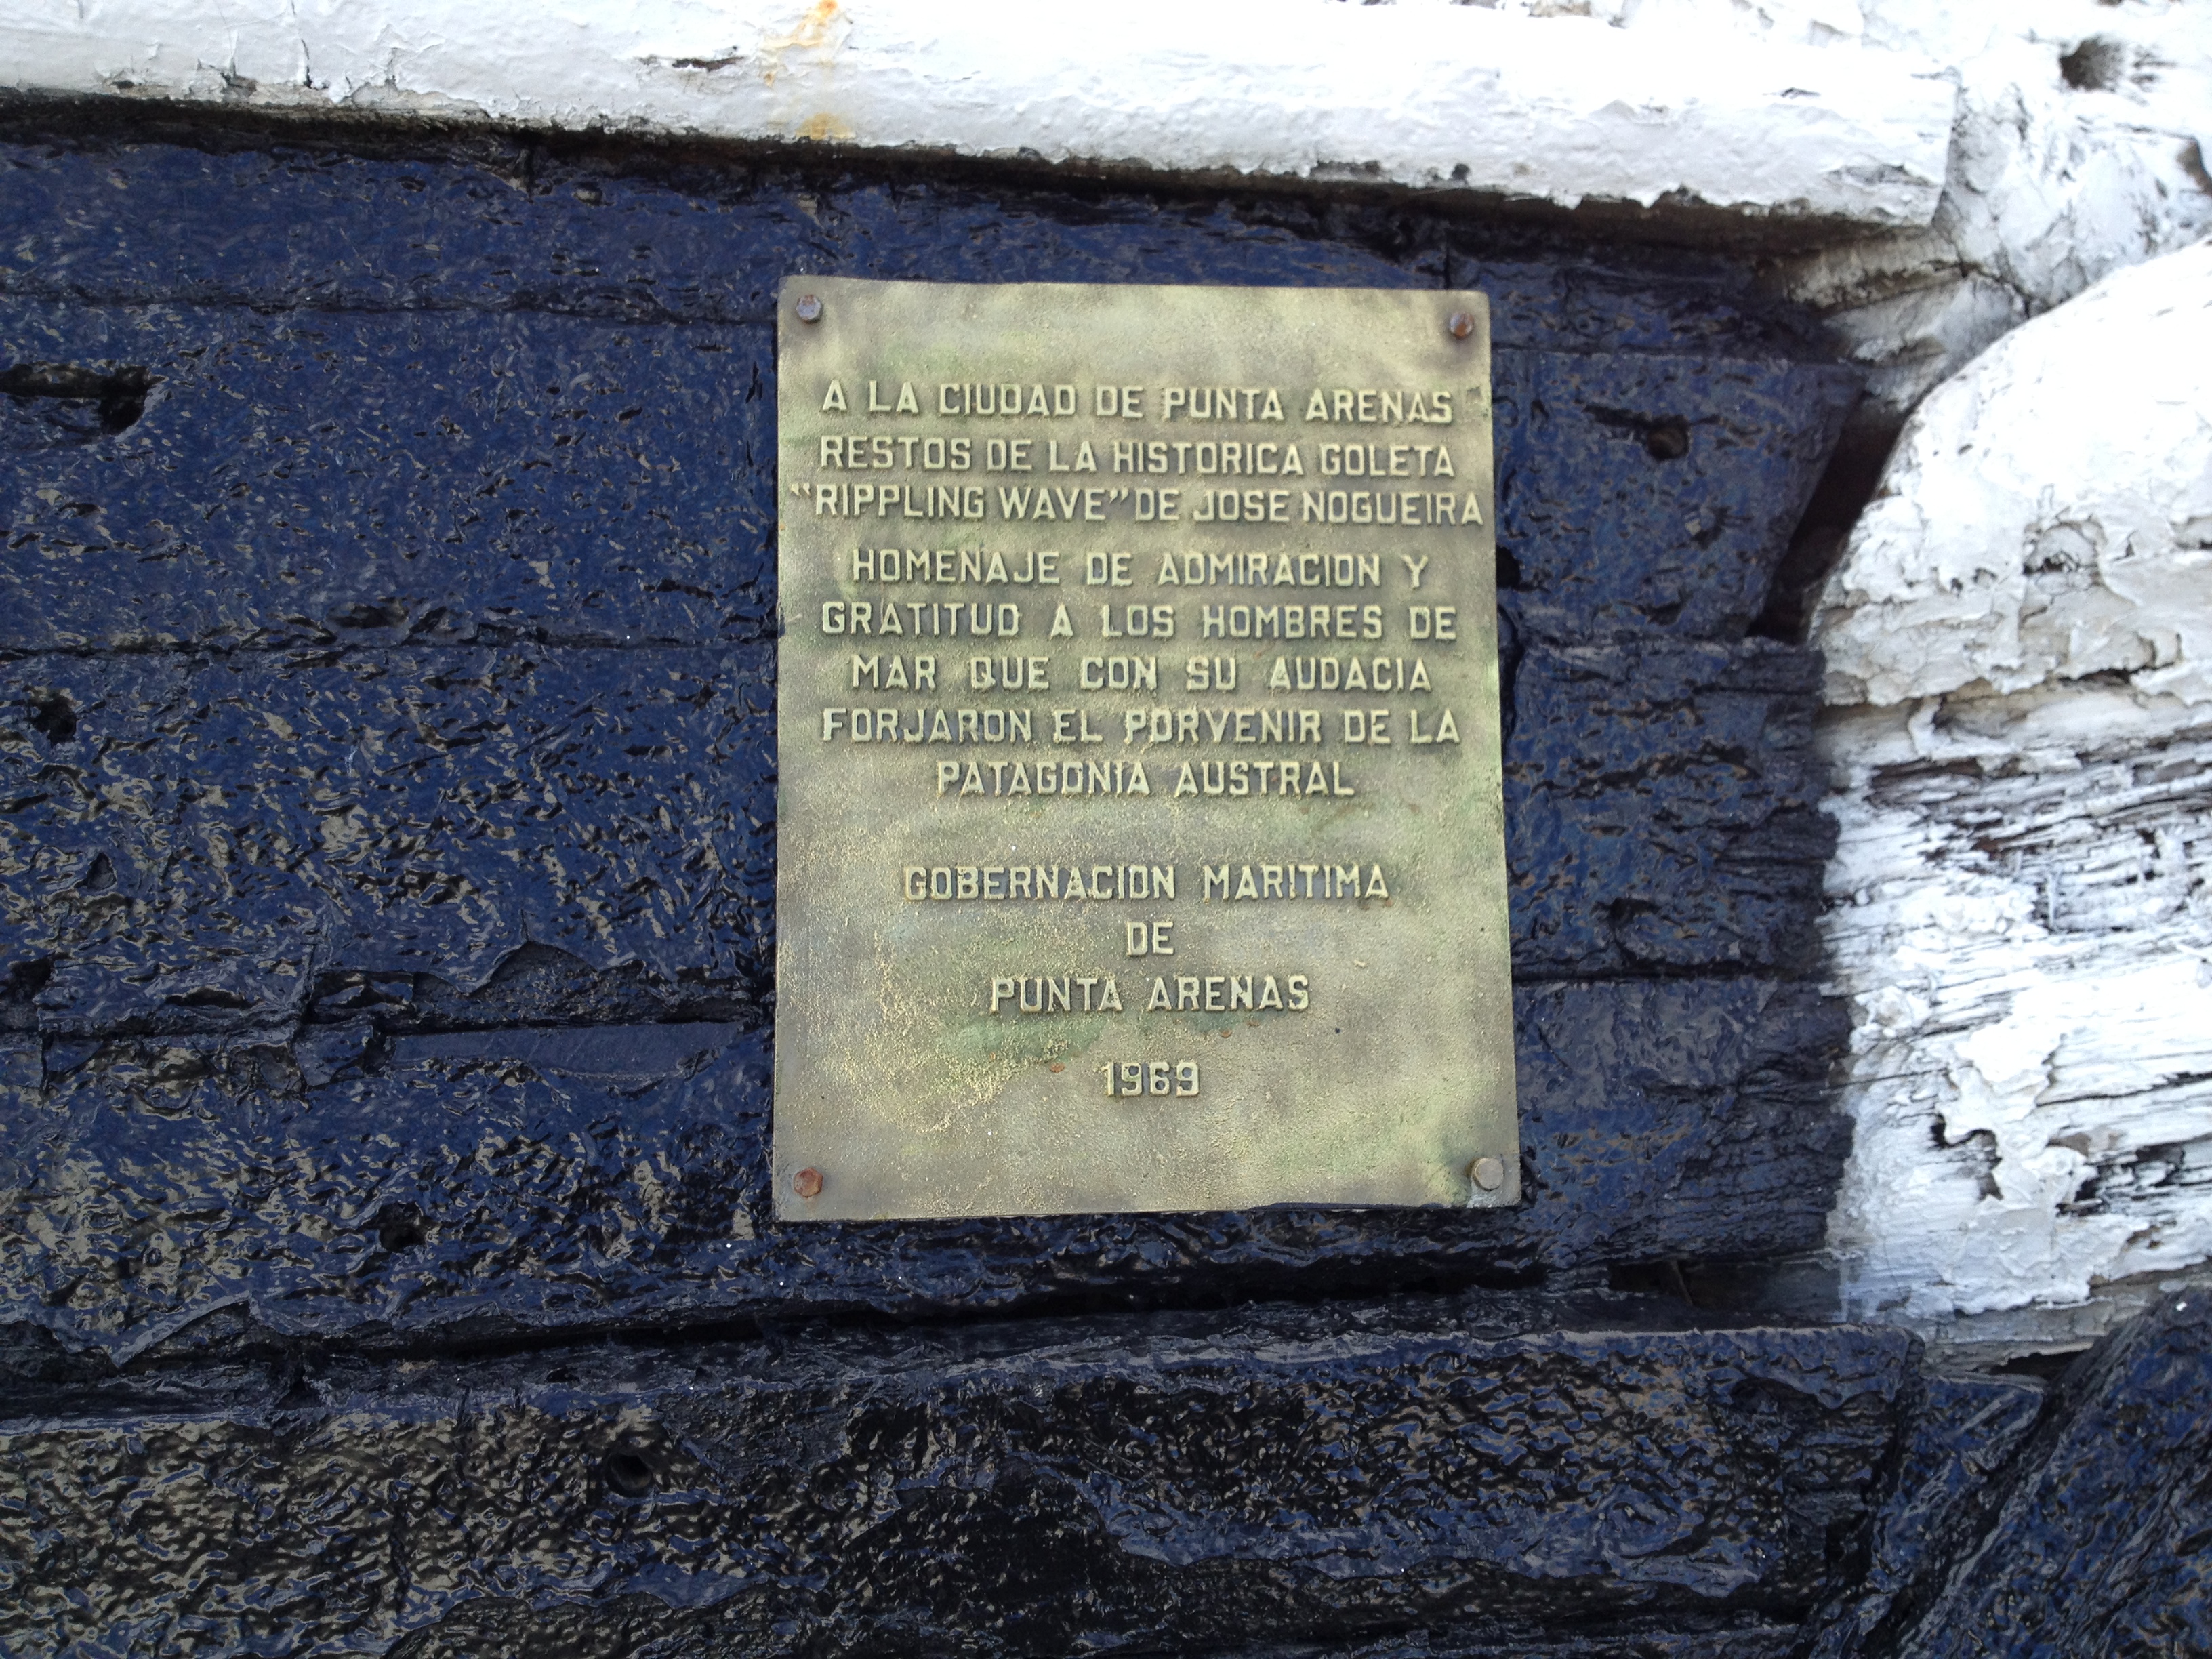 A LA CIUDAD DE PUNTA ARENAS
RESTOS DE LA HISTORICA GOLETA
"RIPPLING WAVE" DE JOSE NOGUEIRA
HOMENAJE DE ADMIRACION Y
GRATITUD A LOS HOMBRES DE
MAR QUE CON SU AUDACIA
FORJARON EL PORVENIR DE LA
PATAGONIA AUSTRAL
GOBERNACION MARITIMA
DE
PUNTA ARENAS
1969